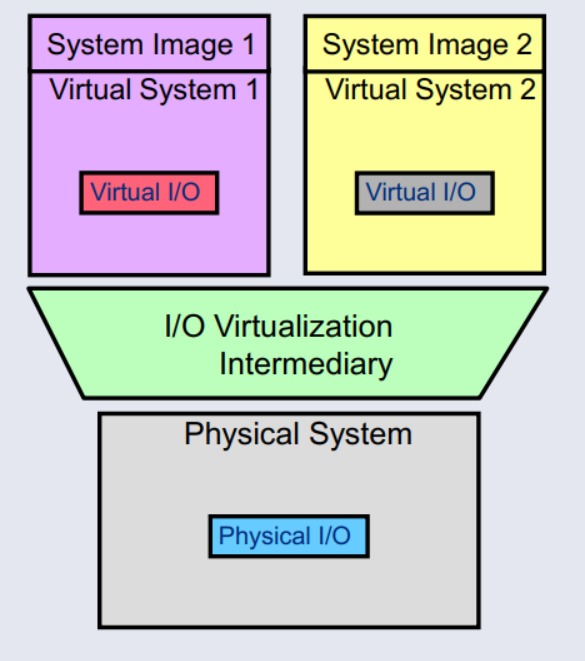 System Image 1
Virtual System 1
Virtual I/O
System Image 2
Virtual System 2
Virtual I/O
I/O Virtualization
Intermediary
Physical System
Physical I/O